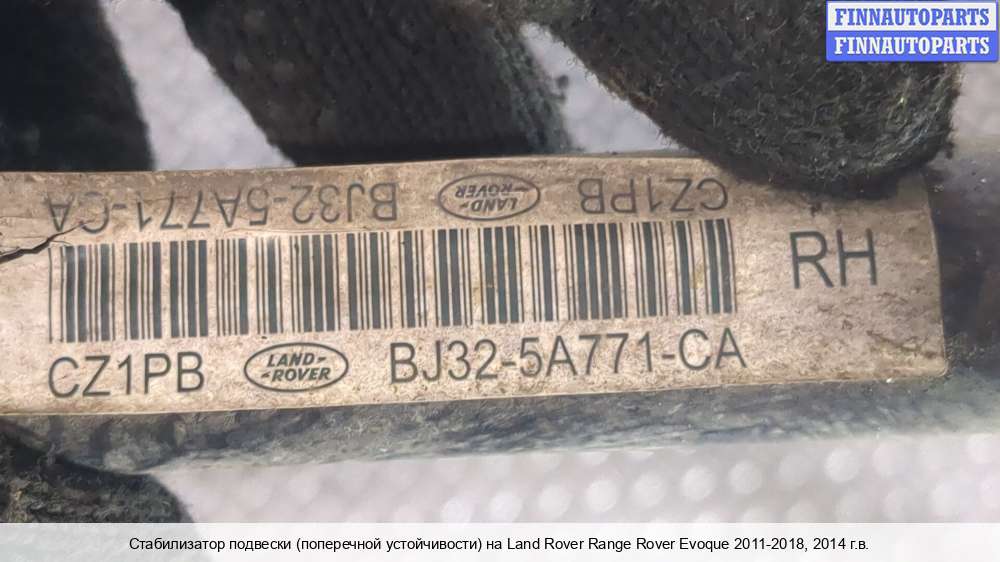 FINNAUTOPARTS
FINNAUTOPARTS
BJ32-5A771-CA LAND ROVER CZ1PB
RH
CZ1PB LAND ROVER BJ32-5A771-CA
Стабилизатор подвески (поперечной устойчивости) на Land Rover Range Rover Evoque 2011-2018, 2014 г.в.